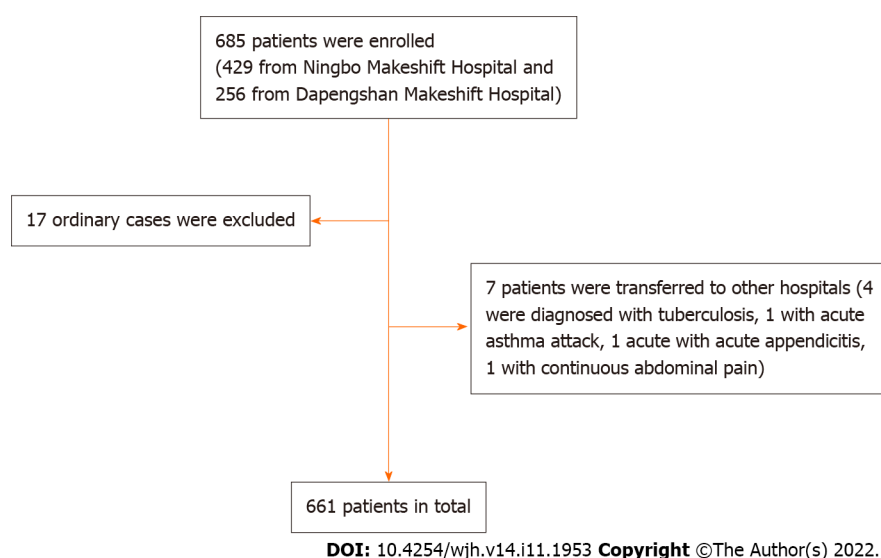 685 patients were enrolled
(429 from Ningbo Makeshift Hospital and
256 from Dapengshan Makeshift Hospital)
17 ordinary cases were excluded
7 patients were transferred to other hospitals (4
were diagnosed with tuberculosis, 1 with acute
asthma attack, 1 acute with acute appendicitis,
1 with continuous abdominal pain)
661 patients in total
DOI: 10.4254/wjh.v14.i11.1953 Copyright ©The Author(s) 2022.